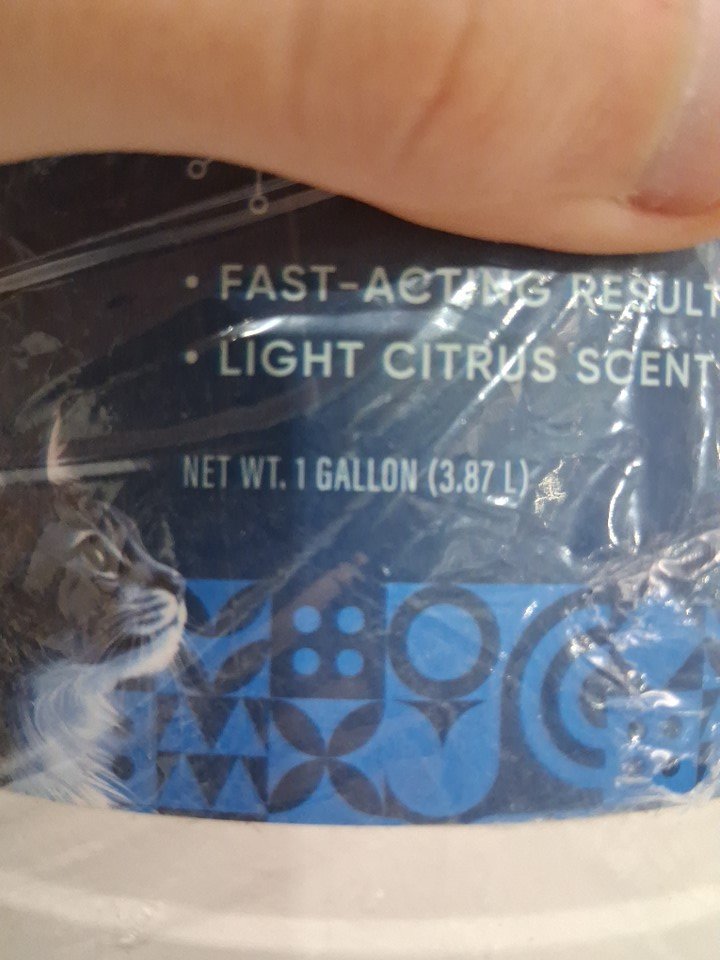 • FAST-ACTING RESULT
• LIGHT CITRUS SCENT
NET WT. 1 GALLON (3.87 L)